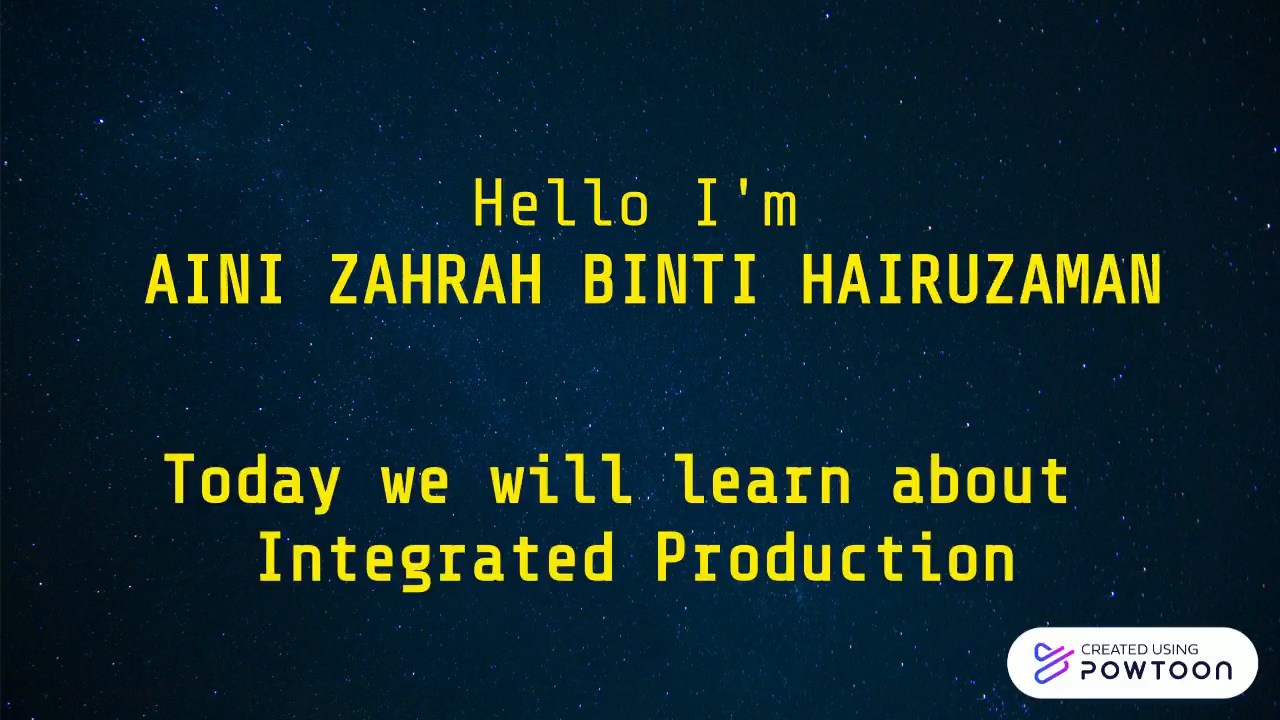 Hello I'm
AINI ZAHRAH BINTI HAIRUZAMAN
Today we will learn about
Integrated Production
CREATED USING
POWTOON